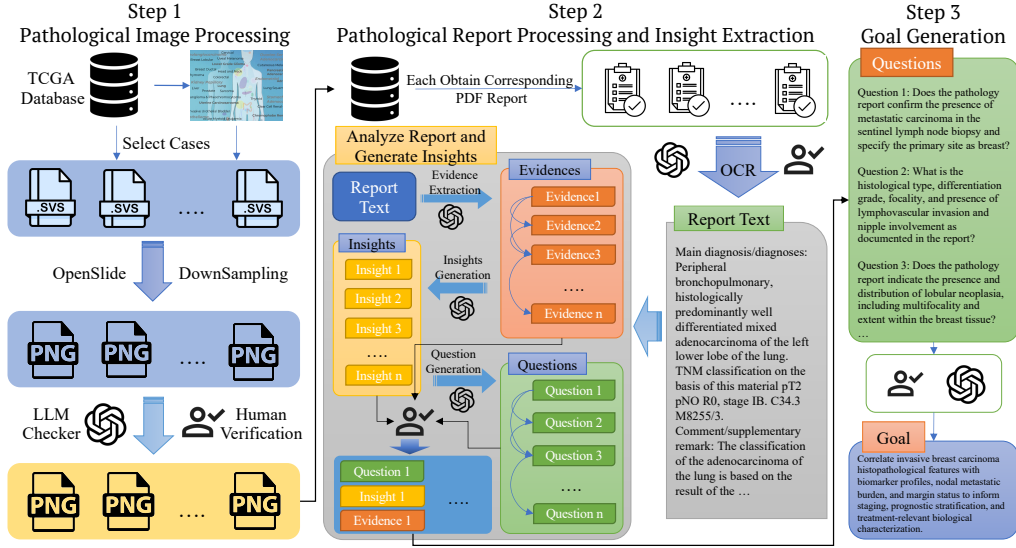 Step 1
Pathological Image Processing
TCGA
Database
Select Cases
.SVS
.SVS
....
.SVS
OpenSlide
DownSampling
PNG
PNG
....
PNG
LLM
Checker
Human
Verification
PNG
PNG
....
PNG
Step 2
Pathological Report Processing and Insight Extraction
Each Obtain Corresponding
PDF Report
....
OCR
Analyze Report and
Generate Insights
Report
Text
Evidence
Extraction
Evidences
Evidence1
Evidence2
Evidence3
....
Evidence n
Insights
Insight 1
Insight 2
Insight 3
....
Insight n
Insights
Generation
Question
Generation
Questions
Question 1
Question 2
Question 3
....
Question n
Question 1
Insight 1
Evidence 1
....
Report Text
Main diagnosis/diagnoses:
Peripheral
bronchopulmonary,
histologically
predominantly well
differentiated mixed
adenocarcinoma of the left
lower lobe of the lung.
TNM classification on the
basis of this material pT2
pNO R0, stage IB. C34.3
M8255/3.
Comment/supplementary
remark: The classification
of the adenocarcinoma of
the lung is based on the
result of the …
Step 3
Goal Generation
Questions
Question 1: Does the pathology
report confirm the presence of
metastatic carcinoma in the
sentinel lymph node biopsy and
specify the primary site as breast?
Question 2: What is the
histological type, differentiation
grade, focality, and presence of
lymphovascular invasion and
nipple involvement as
documented in the report?
Question 3: Does the pathology
report indicate the presence and
distribution of lobular neoplasia,
including multifocality and
extent within the breast tissue?
…
Goal
Correlate invasive breast carcinoma
histopathological features with
biomarker profiles, nodal metastatic
burden, and margin status to inform
staging, prognostic stratification, and
treatment-relevant biological
characterization.